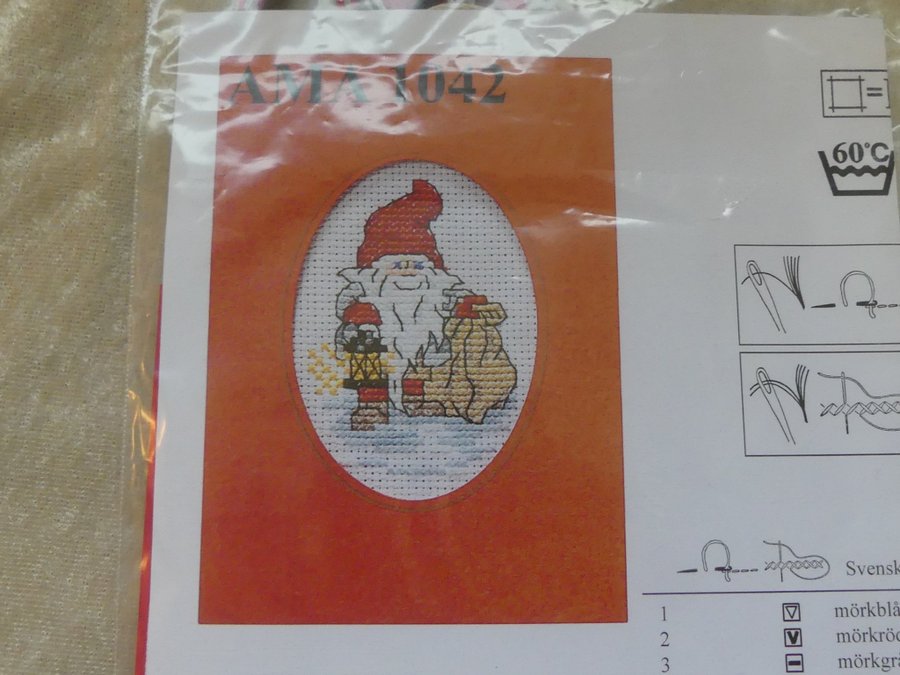 AMA 1042
=
60°C
Svensk
1 mörkblå
2 mörkröd
3 mörkgrå